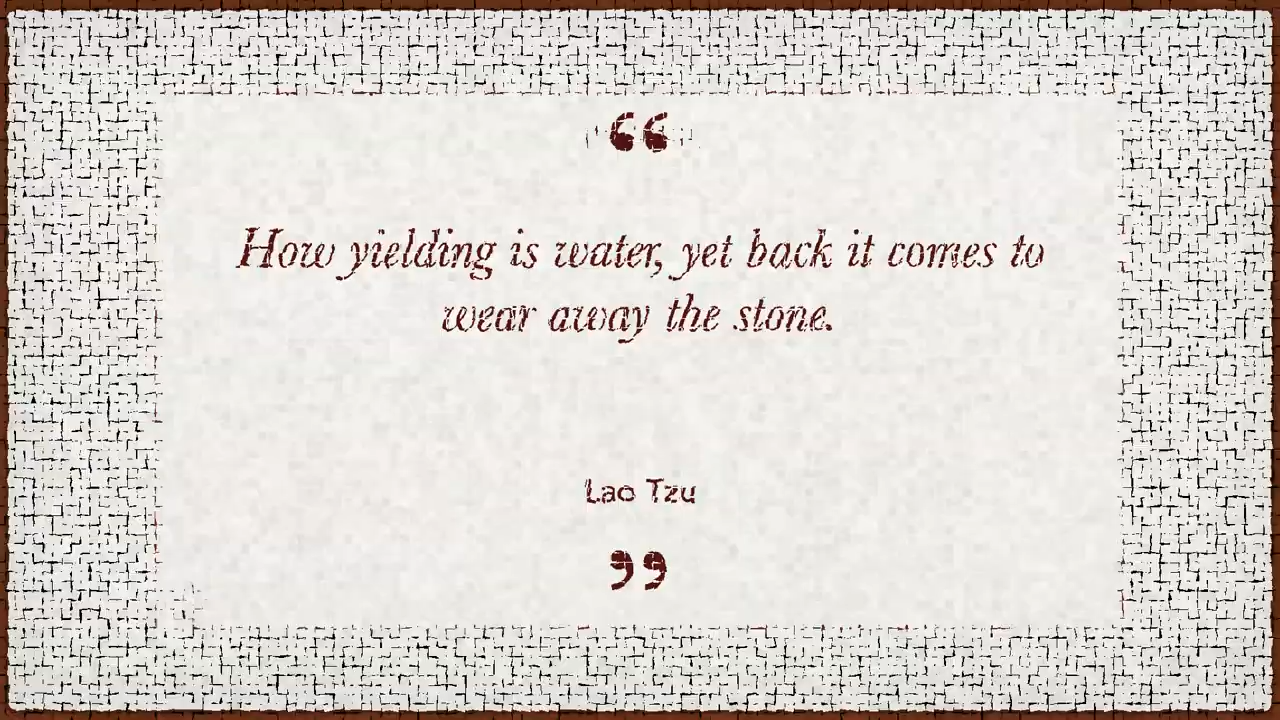 “
How yielding is water, yet back it comes to
wear away the stone.
Lao Tzu
”